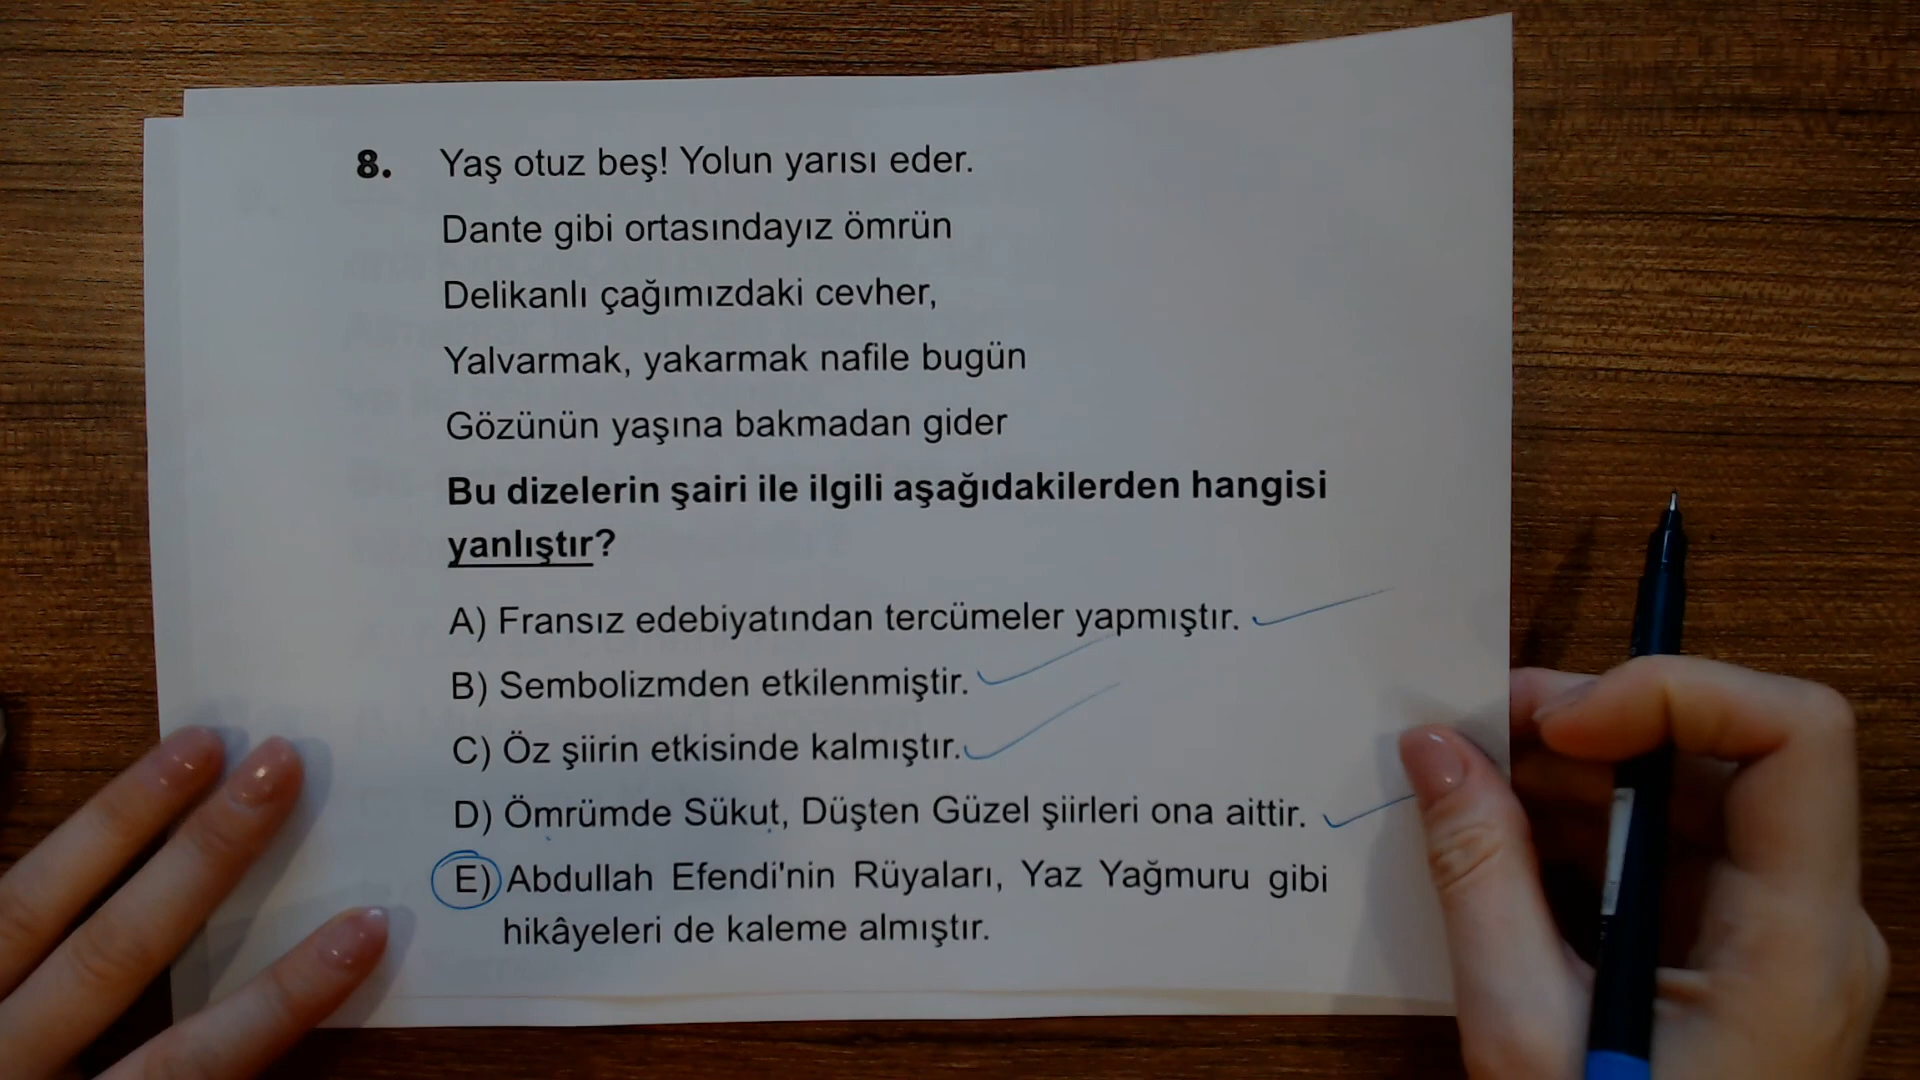 8. Yaş otuz beş! Yolun yarısı eder.
Dante gibi ortasındayız ömrün
Delikanlı çağımızdaki cevher,
Yalvarmak, yakarmak nafile bugün
Gözünün yaşına bakmadan gider
Bu dizelerin şairi ile ilgili aşağıdakilerden hangisi
yanlıştır?
A) Fransız edebiyatından tercümeler yapmıştır.
B) Sembolizmden etkilenmiştir.
C) Öz şiirin etkisinde kalmıştır.
D) Ömrümde Sükut, Düşten Güzel şiirleri ona aittir.
E) Abdullah Efendi'nin Rüyaları, Yaz Yağmuru gibi
hikâyeleri de kaleme almıştır.